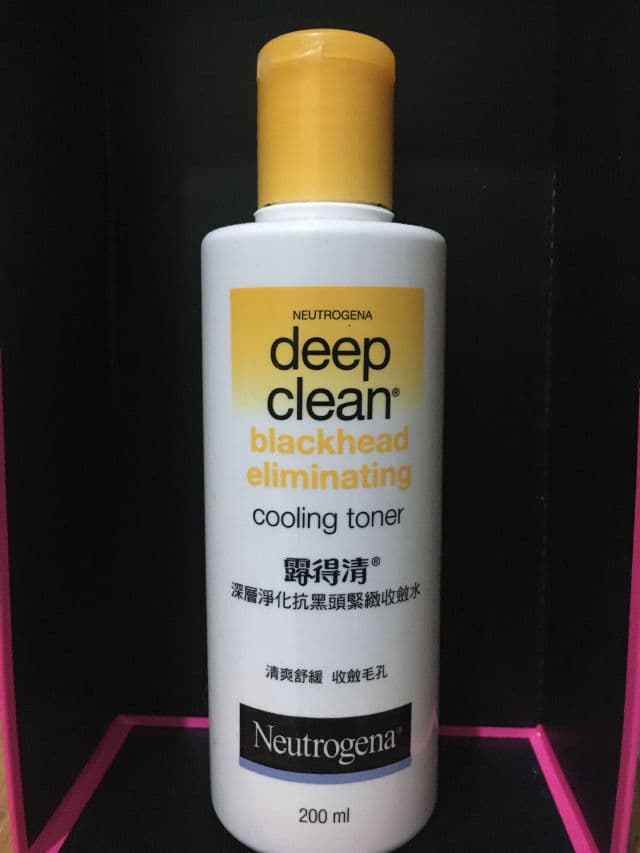 NEUTROGENA
deep
clean®
blackhead
eliminating
cooling toner
露得清®
深層淨化抗黑頭緊緻收斂水
清爽舒緩 收斂毛孔
Neutrogena®
200 ml